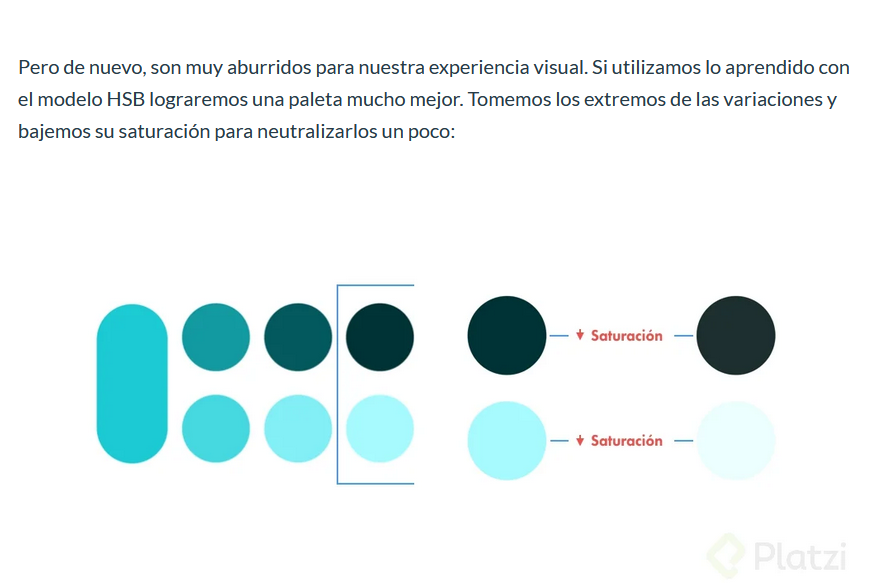 Pero de nuevo, son muy aburridos para nuestra experiencia visual. Si utilizamos lo aprendido con
el modelo HSB lograremos una paleta mucho mejor. Tomemos los extremos de las variaciones y
bajemos su saturación para neutralizarlos un poco:
Saturación
Saturación
Platzi